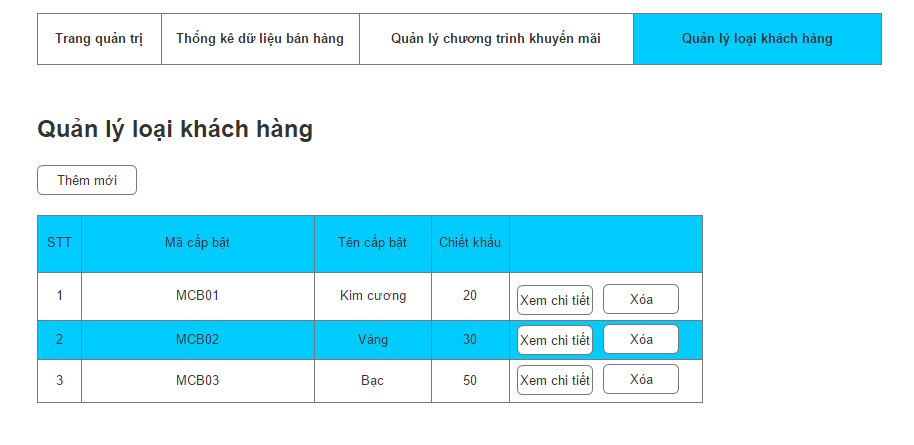 Trang quản trị Thống kê dữ liệu bán hàng Quản lý chương trình khuyến mãi Quản lý loại khách hàng
Quản lý loại khách hàng
Thêm mới
STT Mã cấp bật Tên cấp bật Chiết khấu
1 MCB01 Kim cương 20 Xem chi tiết Xóa
2 MCB02 Vàng 30 Xem chi tiết Xóa
3 MCB03 Bạc 50 Xem chi tiết Xóa